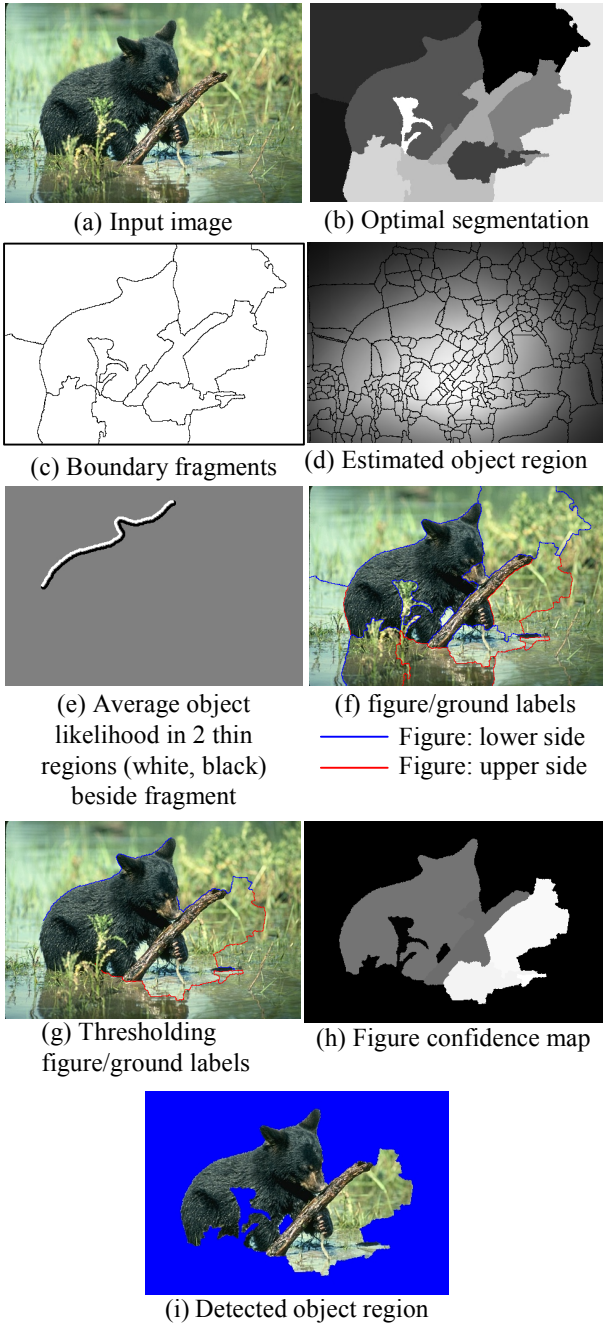 (a) Input image
(b) Optimal segmentation
(c) Boundary fragments
(d) Estimated object region
(e) Average object
likelihood in 2 thin
regions (white, black)
beside fragment
(f) figure/ground labels
Figure: lower side
Figure: upper side
(g) Thresholding
figure/ground labels
(h) Figure confidence map
(i) Detected object region